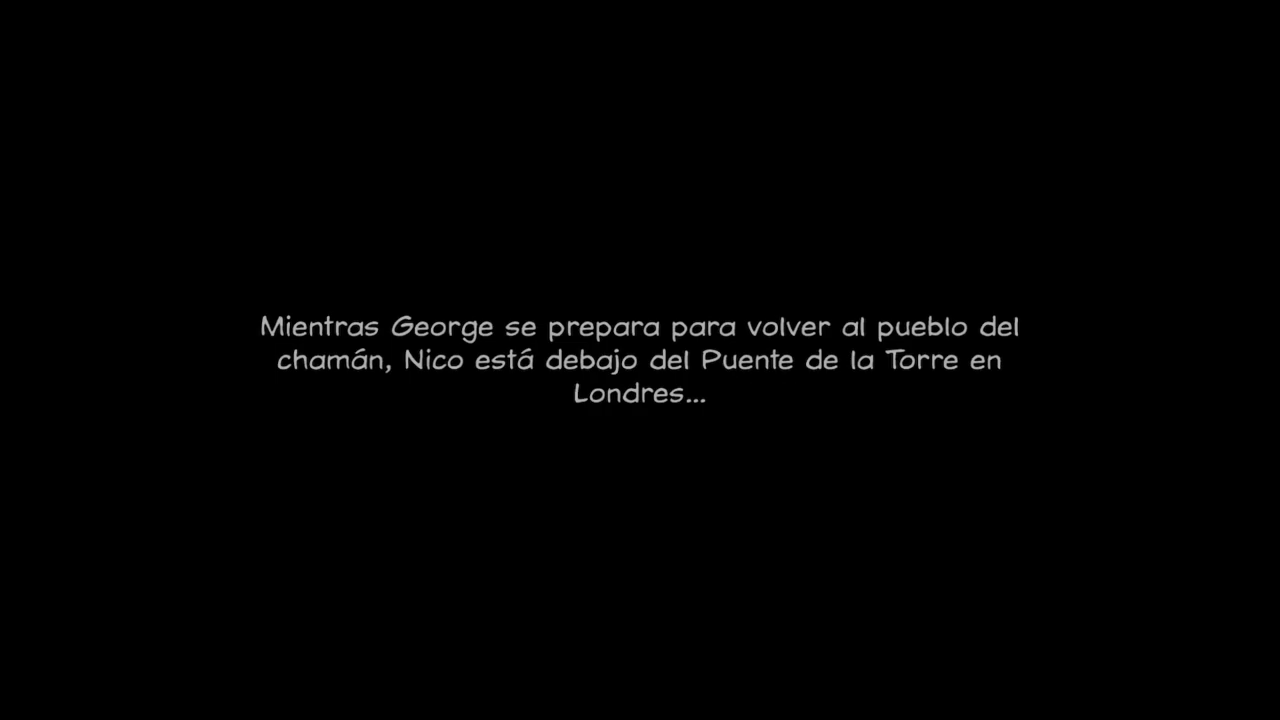 Mientras George se prepara para volver al pueblo del
chamán, Nico está debajo del Puente de la Torre en
Londres...